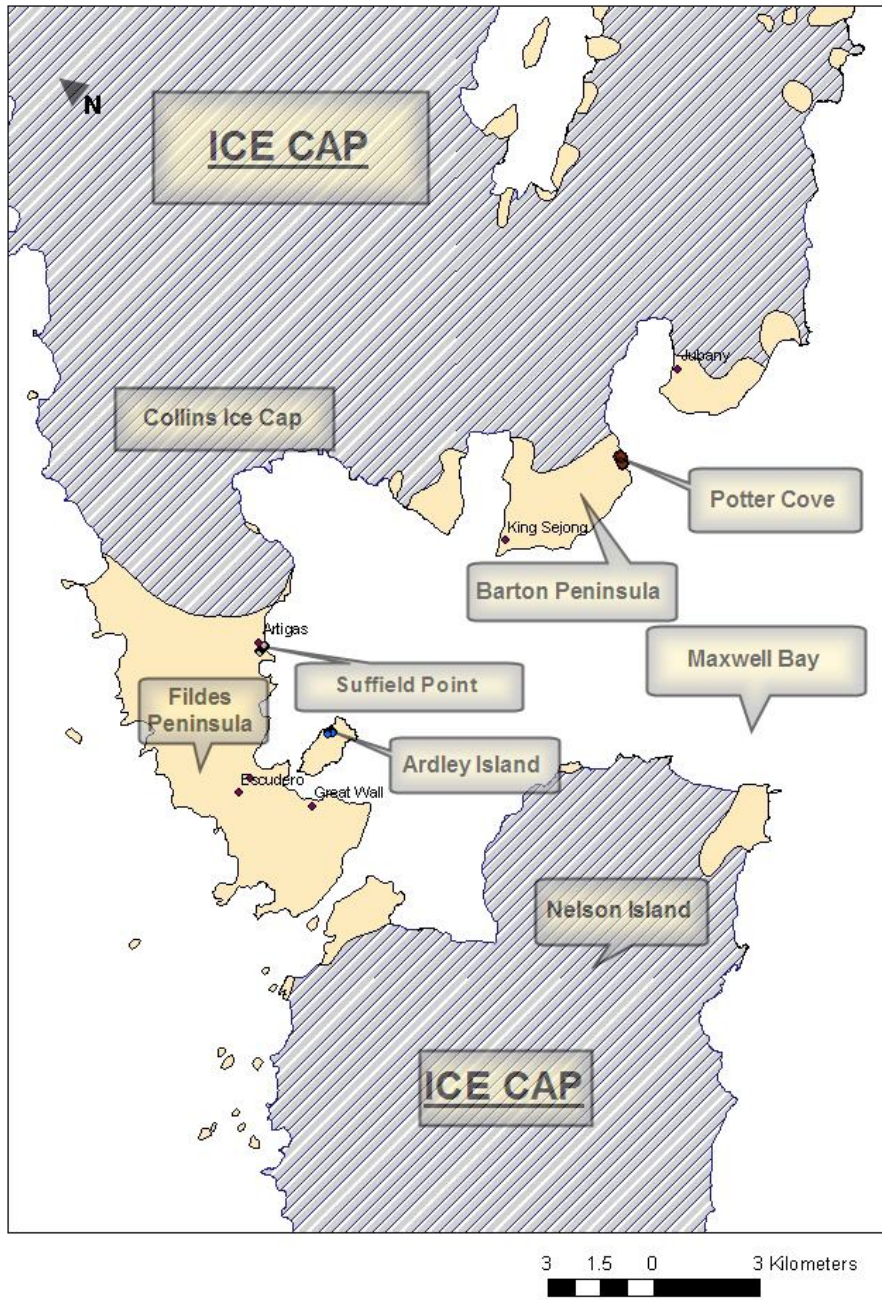 N
ICE CAP
Collins Ice Cap
Jubany
Potter Cove
King Sejong
Barton Peninsula
Artigas
Suffield Point
Maxwell Bay
Fildes
Peninsula
Ardley Island
Escudero
Great Wall
Nelson Island
ICE CAP
3 1.5 0 3 Kilometers